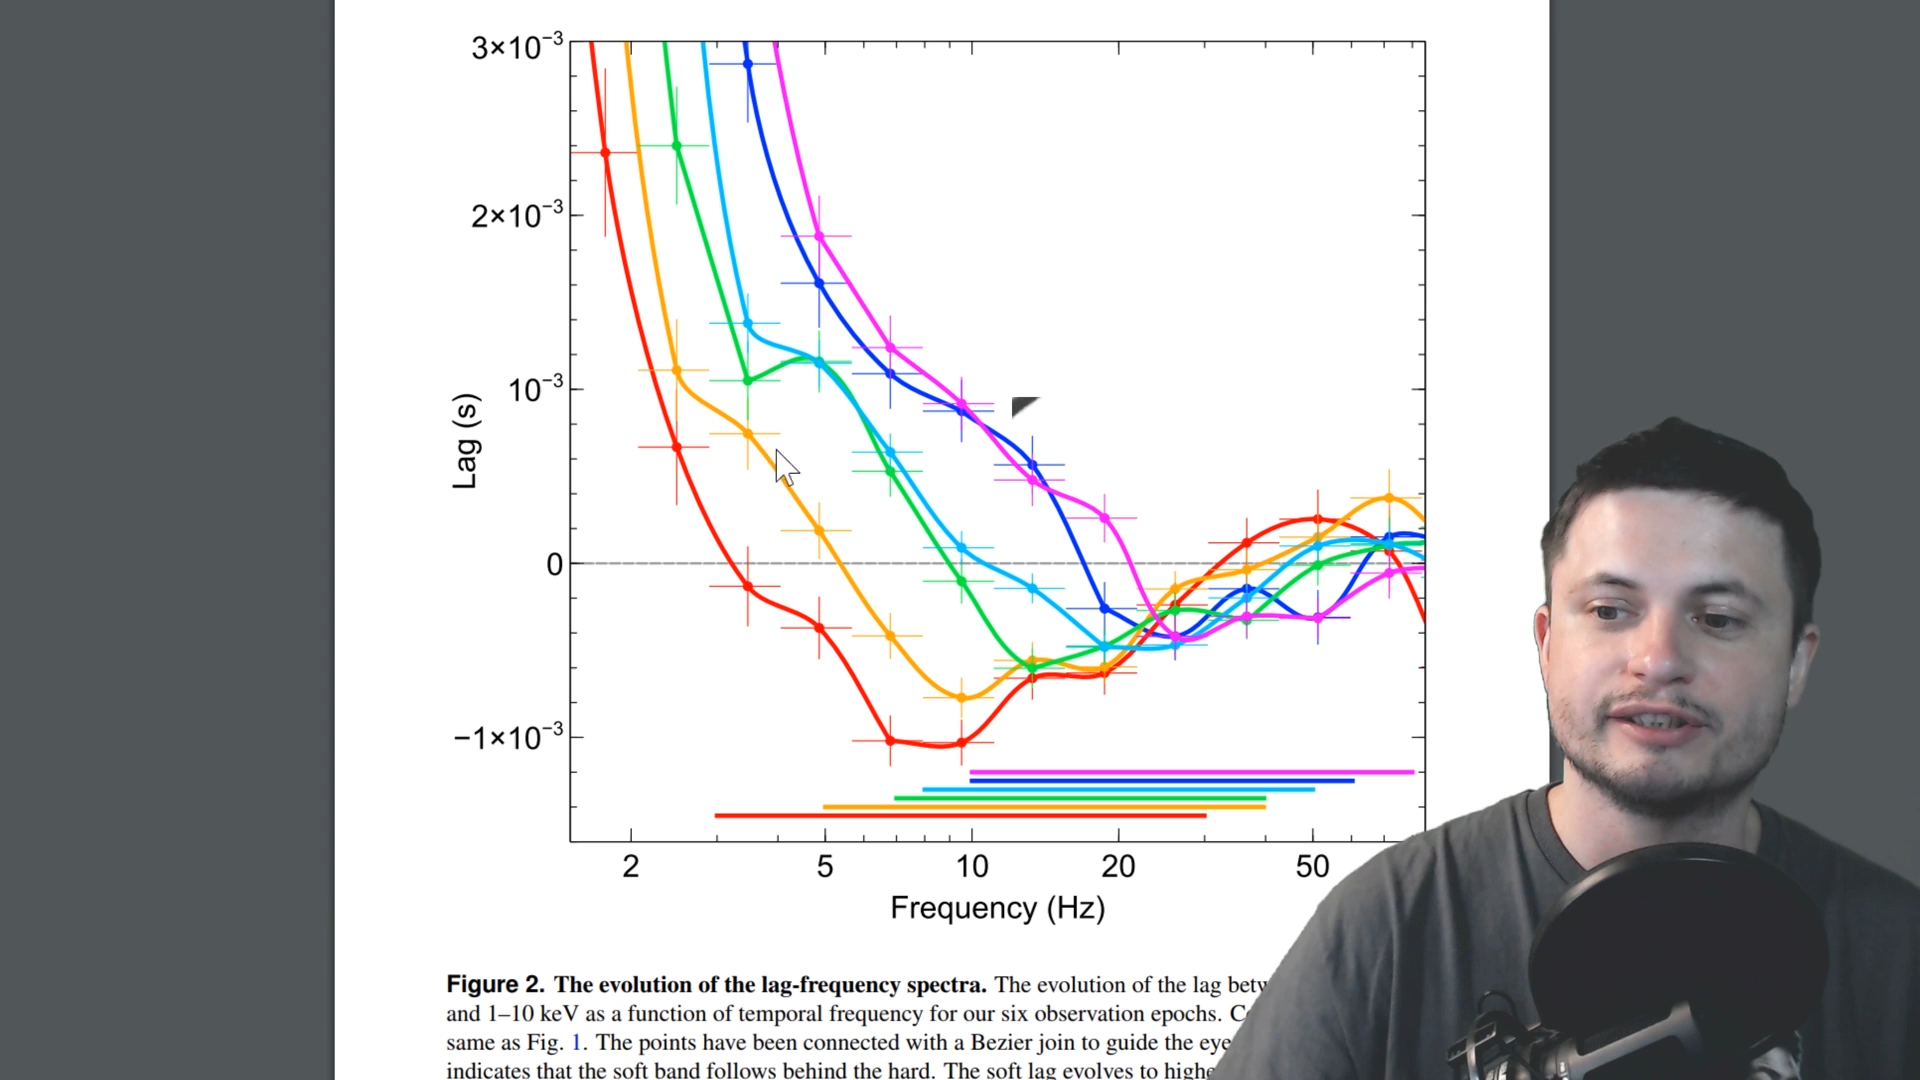 3×10⁻³
2×10⁻³
10⁻³
0
−1×10⁻³
Lag (s)
2 5 10 20 50
Frequency (Hz)
Figure 2. The evolution of the lag-frequency spectra. The evolution of the lag
and 1–10 keV as a function of temporal frequency for our six observation epochs.
same as Fig. 1. The points have been connected with a Bezier join to guide the eye
indicates that the soft band follows behind the hard. The soft lag evolves to